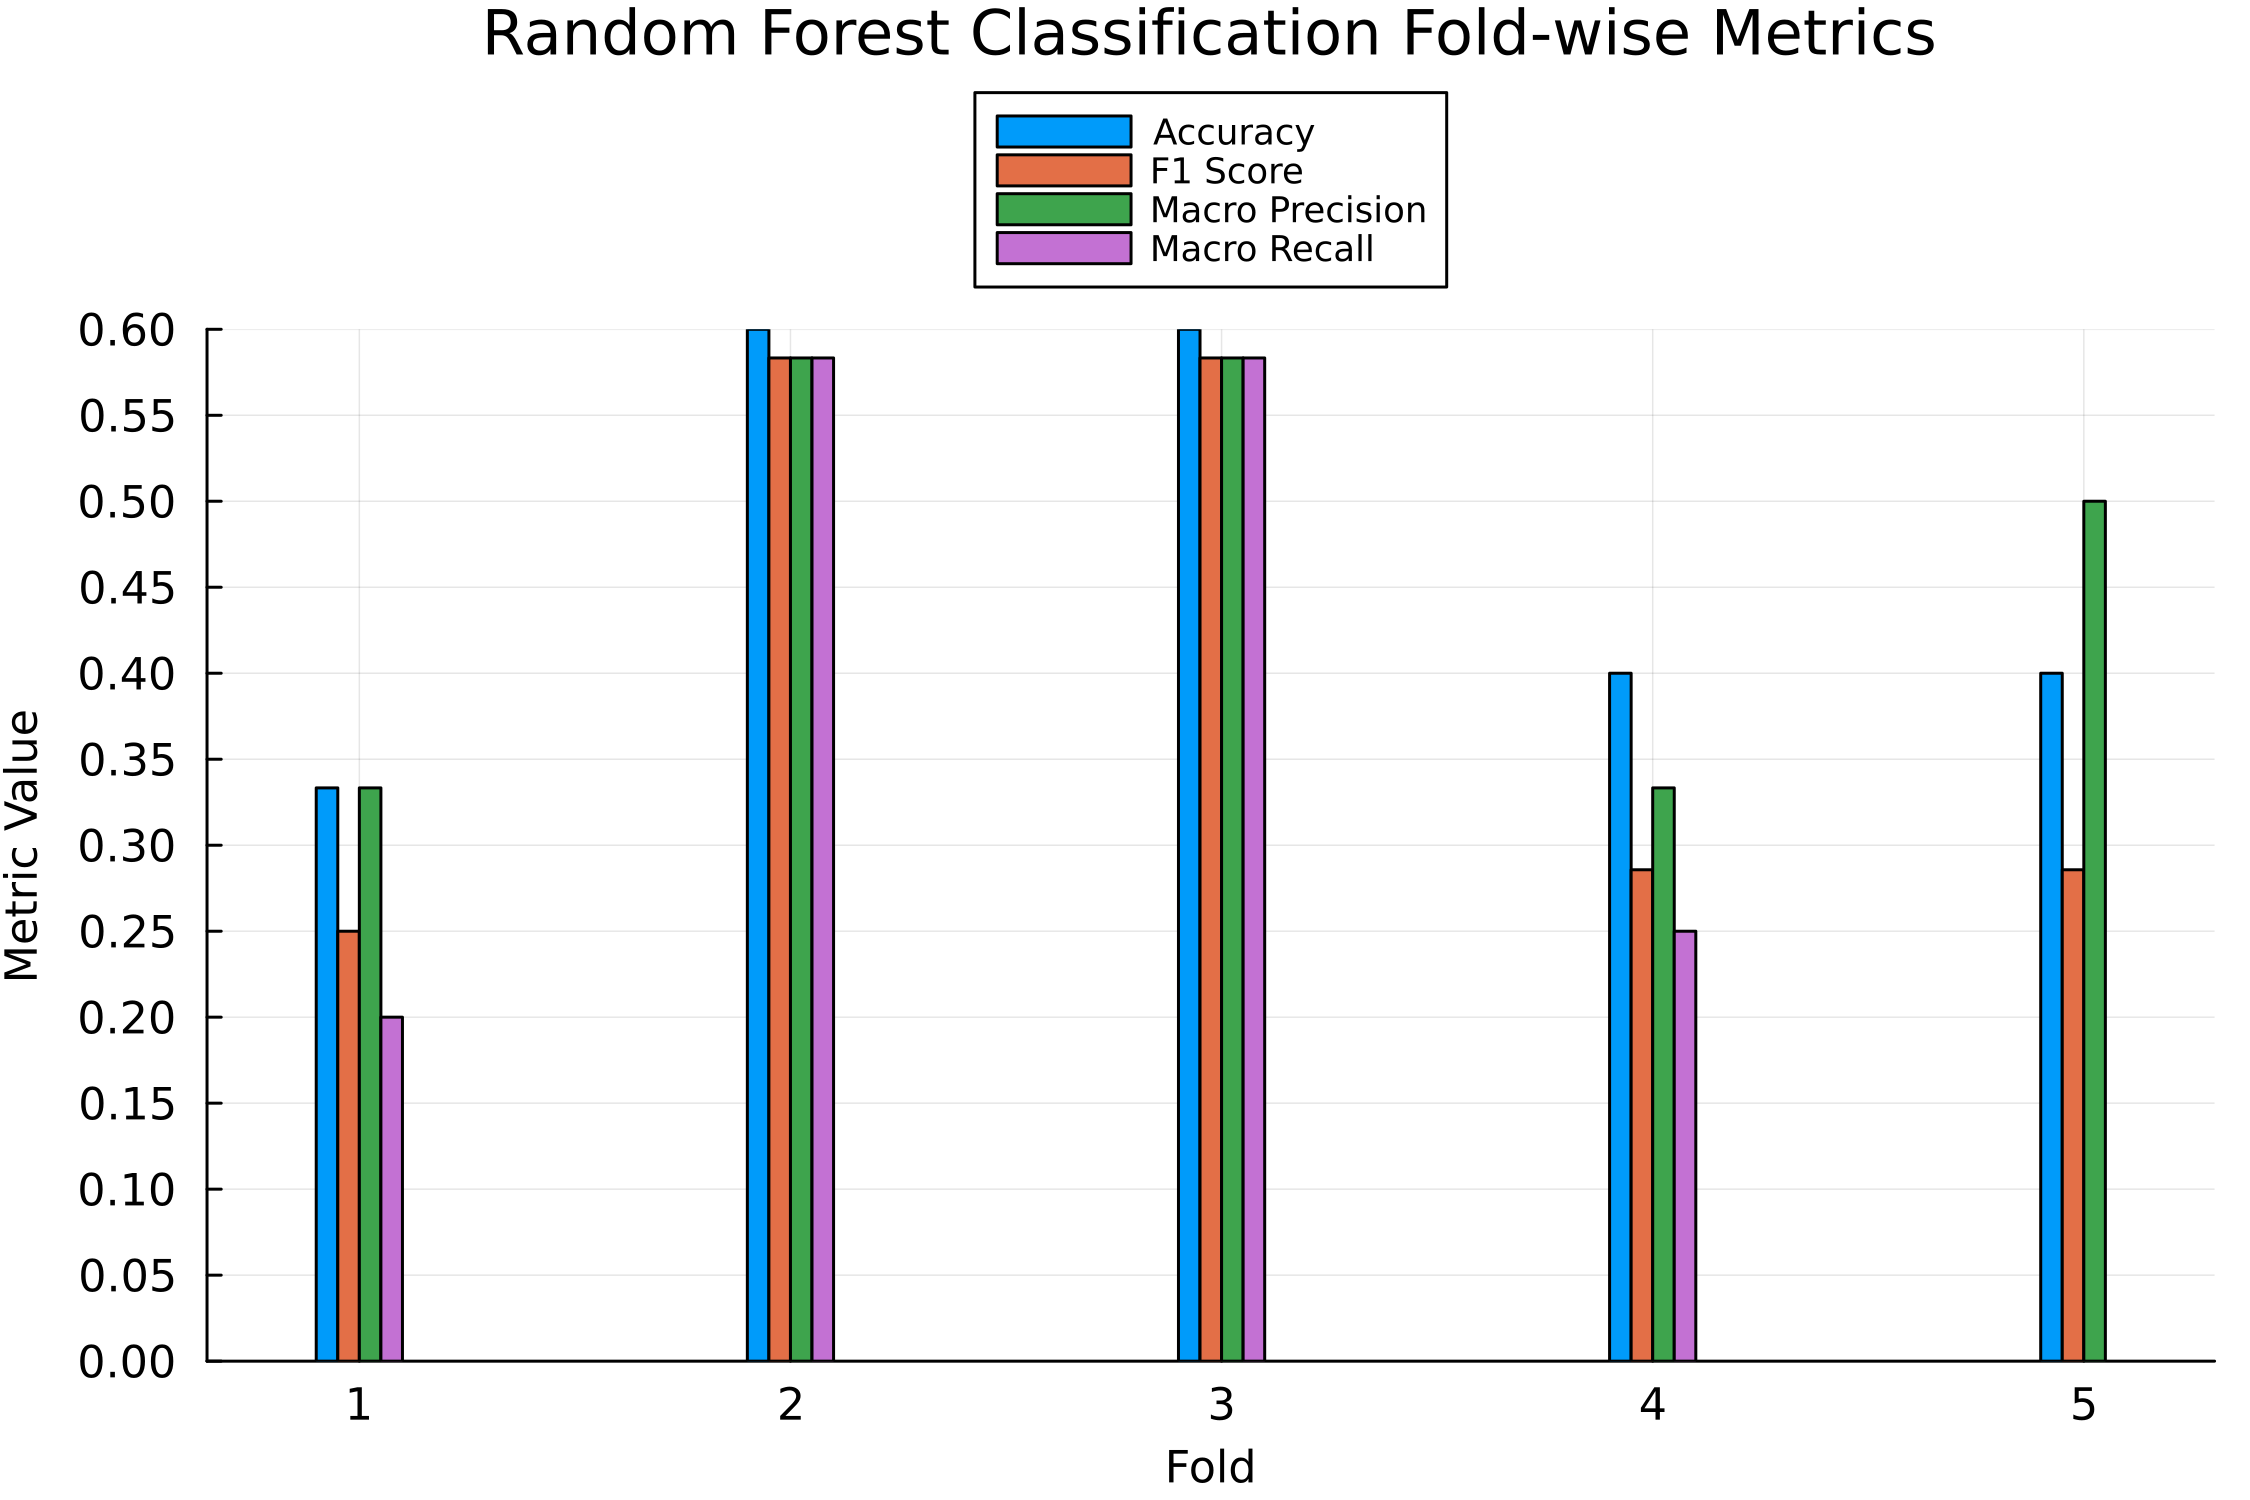 Random Forest Classification Fold-wise Metrics
Accuracy
F1 Score
Macro Precision
Macro Recall
0.60
0.55
0.50
0.45
0.40
0.35
0.30
0.25
0.20
0.15
0.10
0.05
0.00
Metric Value
1 2 3 4 5
Fold